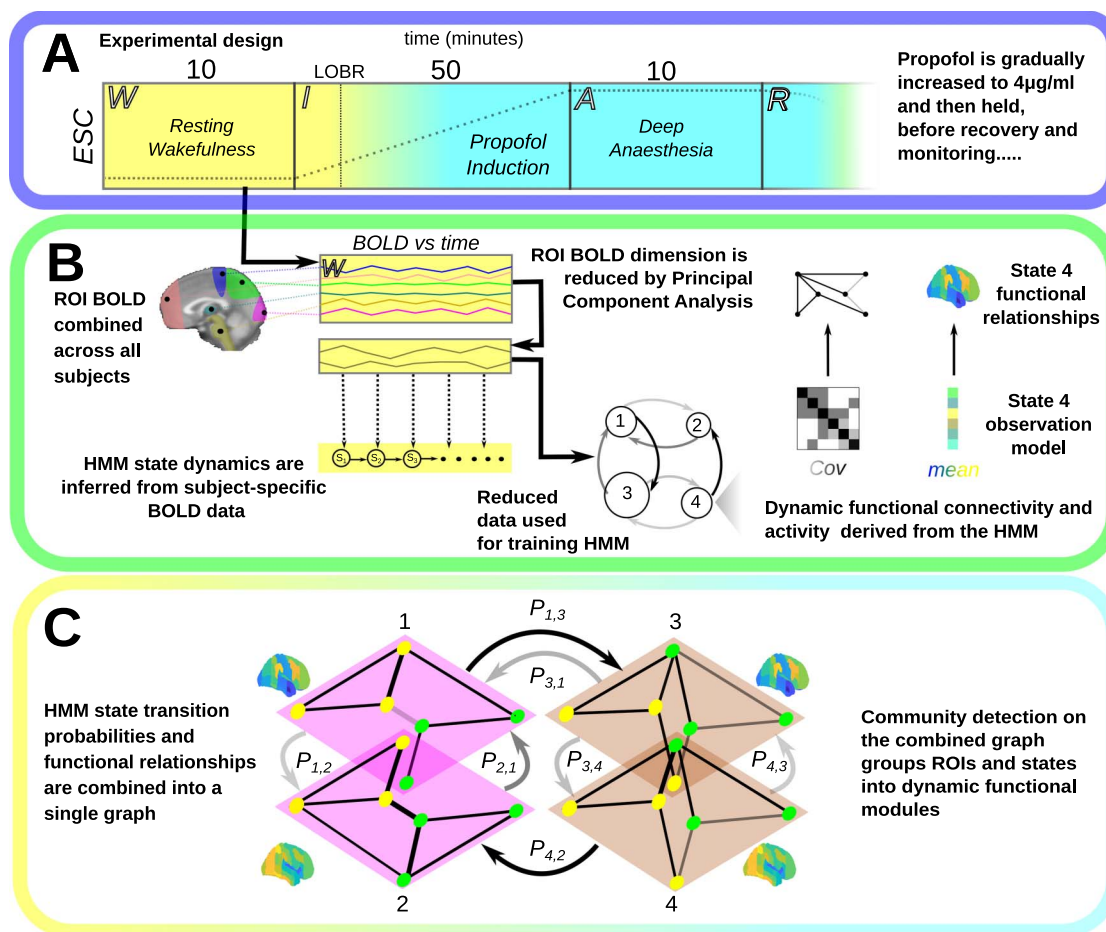 A
Experimental design
time (minutes)
10
LOBR
50
10
ESC
W
I
A
R
Resting
Wakefulness
Propofol
Induction
Deep
Anaesthesia
Propofol is gradually
increased to 4µg/ml
and then held,
before recovery and
monitoring.....
B
BOLD vs time
W
ROI BOLD
combined
across all
subjects
ROI BOLD dimension is
reduced by Principal
Component Analysis
State 4
functional
relationships
State 4
observation
model
Cov
mean
S1
S2
S3
HMM state dynamics are
inferred from subject-specific
BOLD data
Reduced
data used
for training HMM
1
2
3
4
Dynamic functional connectivity and
activity derived from the HMM
C
1
3
P1,3
P3,1
HMM state transition
probabilities and
functional relationships
are combined into a
single graph
P1,2
P2,1
P3,4
P4,3
P4,2
2
4
Community detection on
the combined graph
groups ROIs and states
into dynamic functional
modules